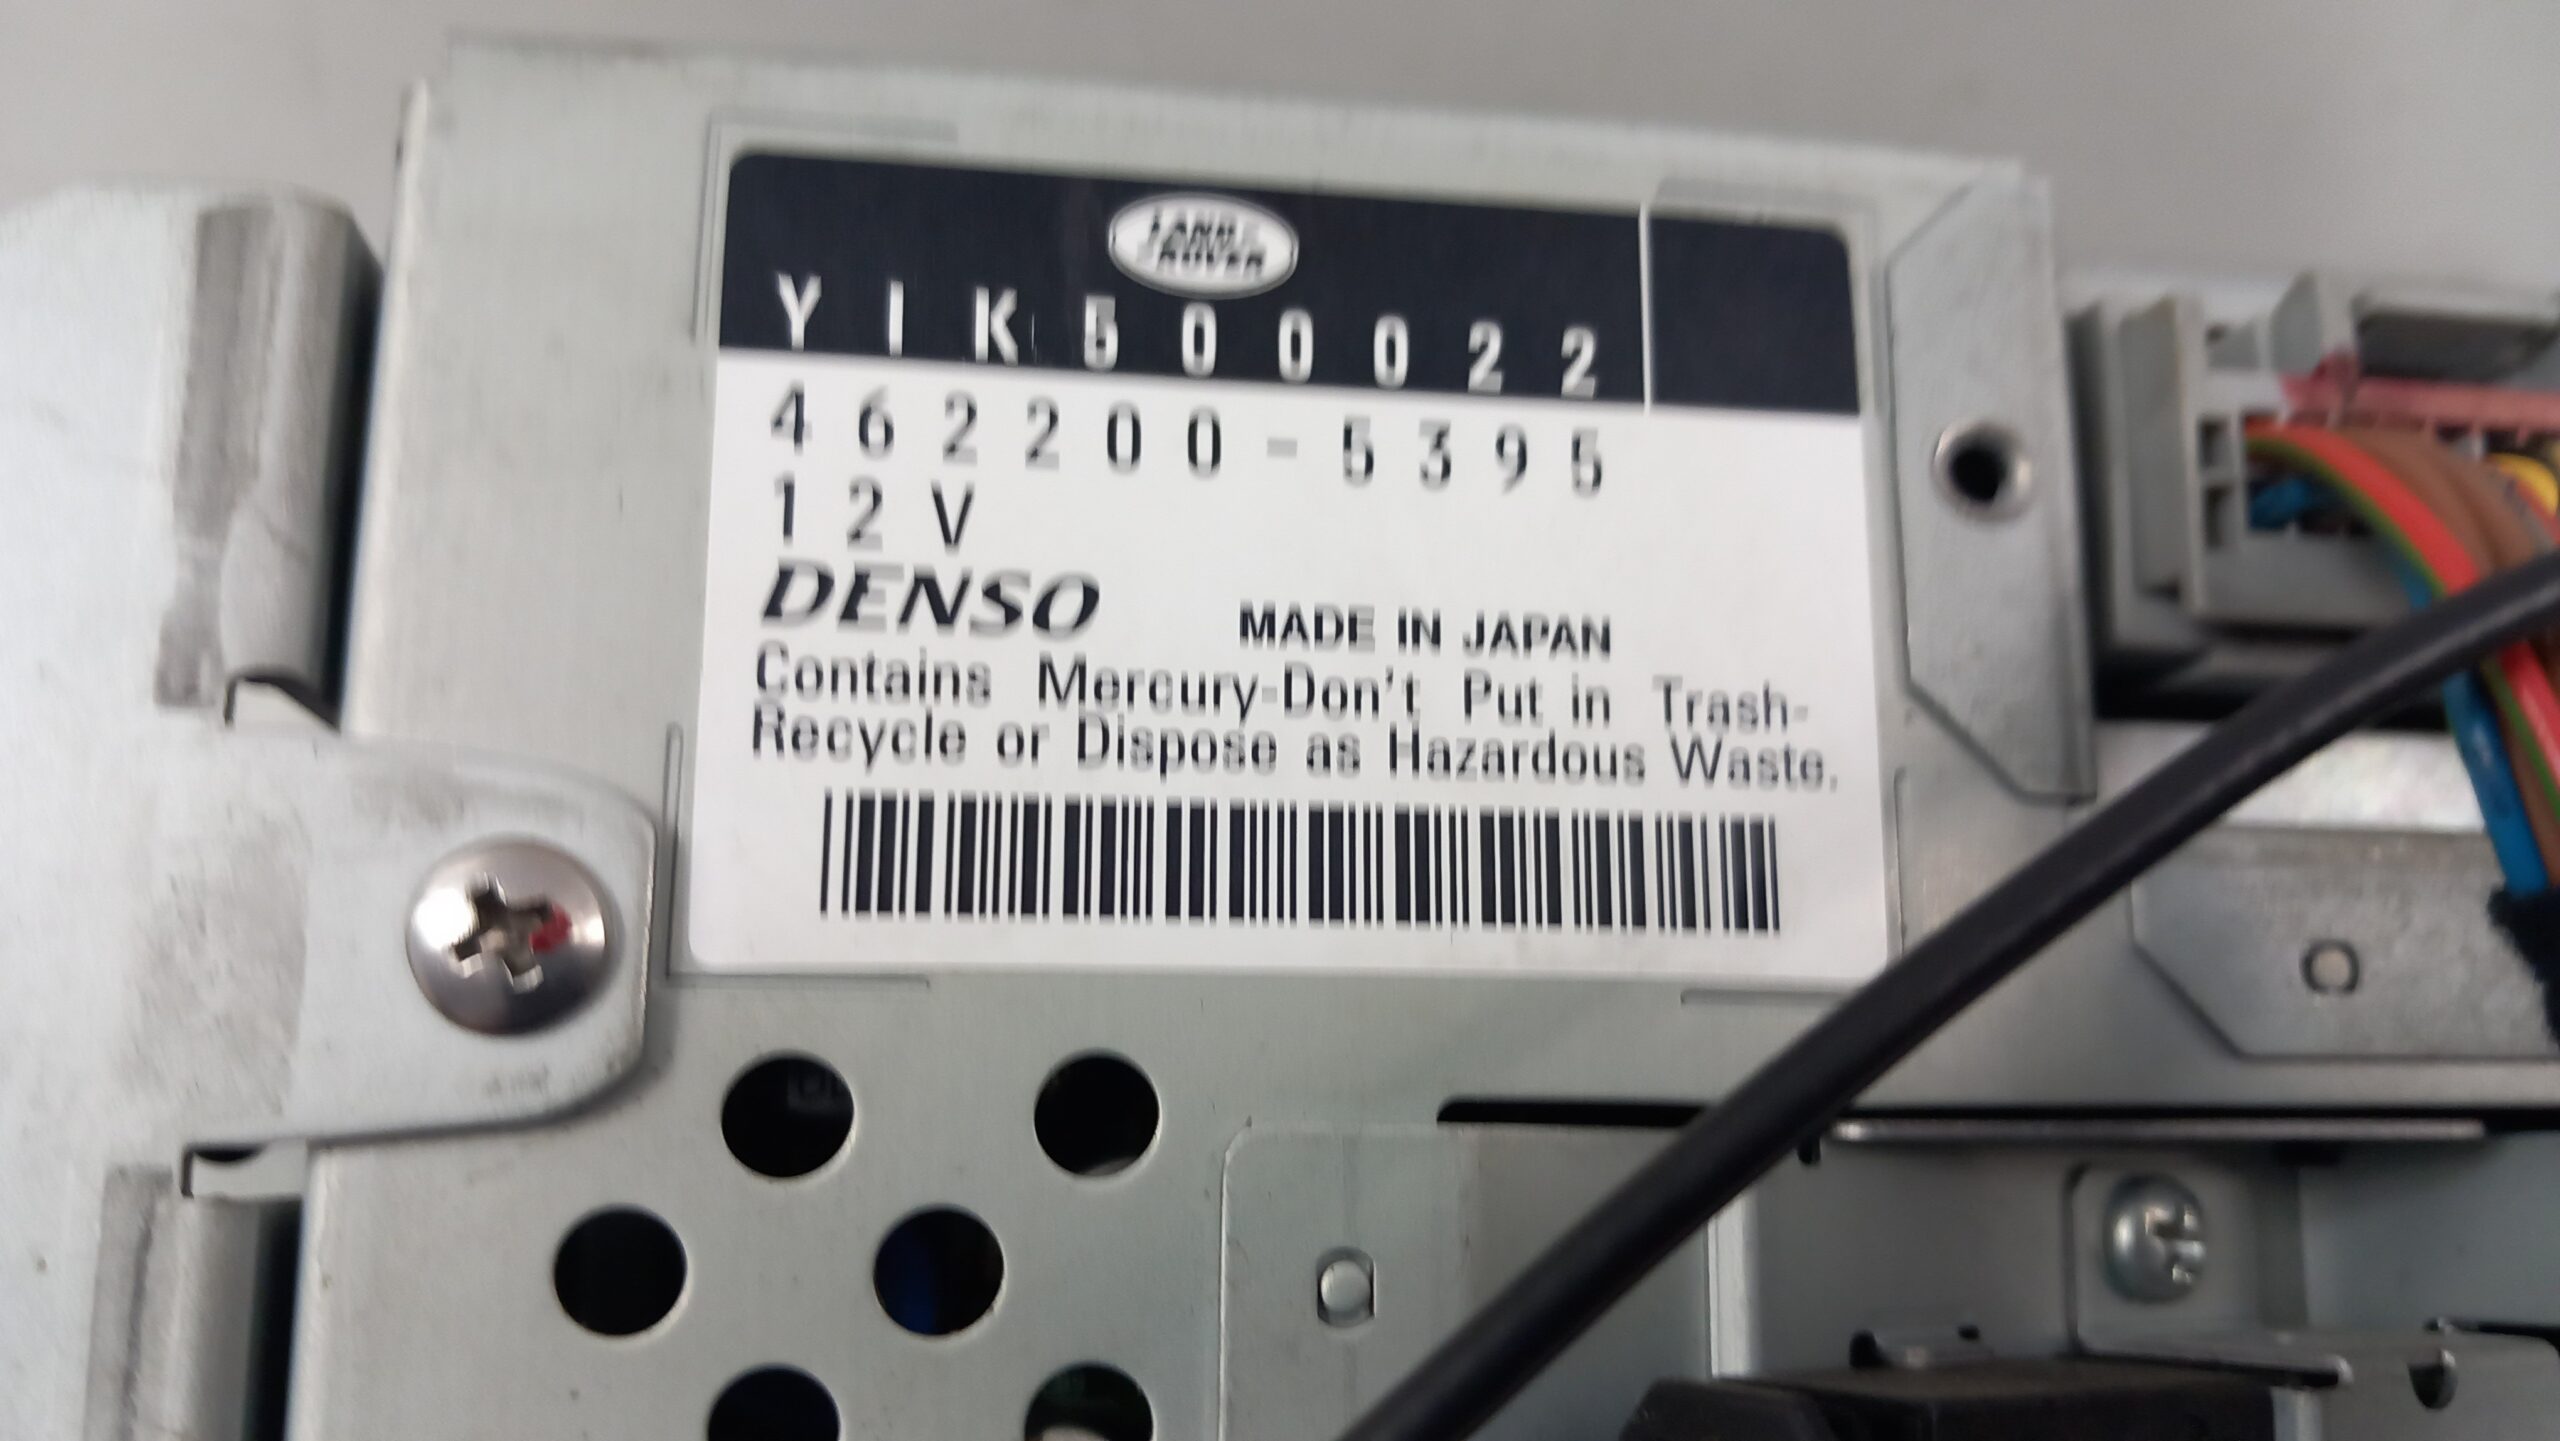 LAND ROVER
YIK500022
462200-5395
12V
DENSO MADE IN JAPAN
Contains Mercury-Don't Put in Trash-
Recycle or Dispose as Hazardous Waste.